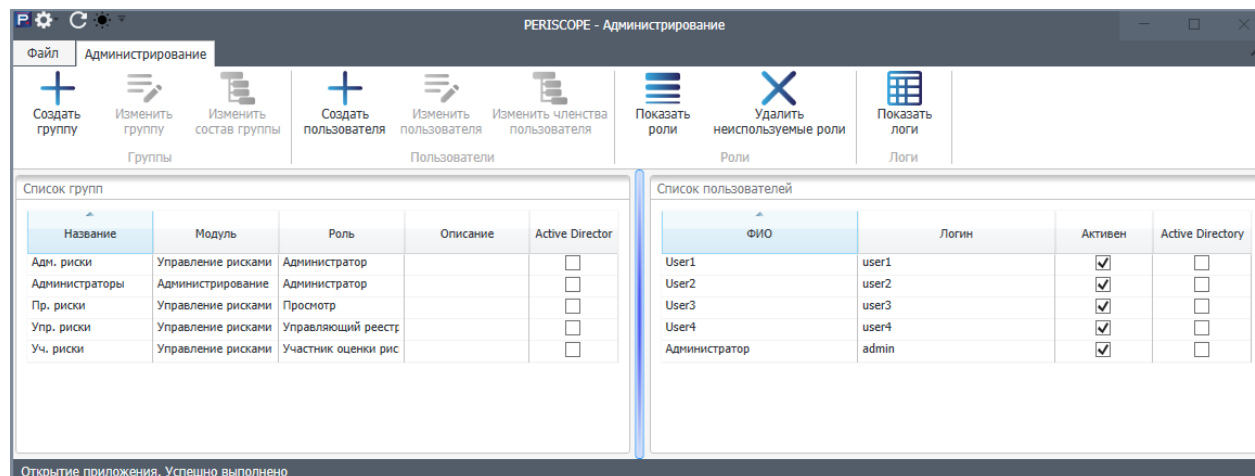 P
PERISCOPE - Администрирование
Файл Администрирование
Создать группу
Изменить группу
Изменить состав группы
Группы
Создать пользователя
Изменить пользователя
Изменить членства пользователя
Пользователи
Показать роли
Удалить неиспользуемые роли
Роли
Показать логи
Логи
Список групп
Название Модуль Роль Описание Active Director
Адм. риски Управление рисками Администратор
Администраторы Администрирование Администратор
Пр. риски Управление рисками Просмотр
Упр. риски Управление рисками Управляющий реестр
Уч. риски Управление рисками Участник оценки рис
Список пользователей
ФИО Логин Активен Active Directory
User1 user1
User2 user2
User3 user3
User4 user4
Администратор admin
Открытие приложения. Успешно выполнено